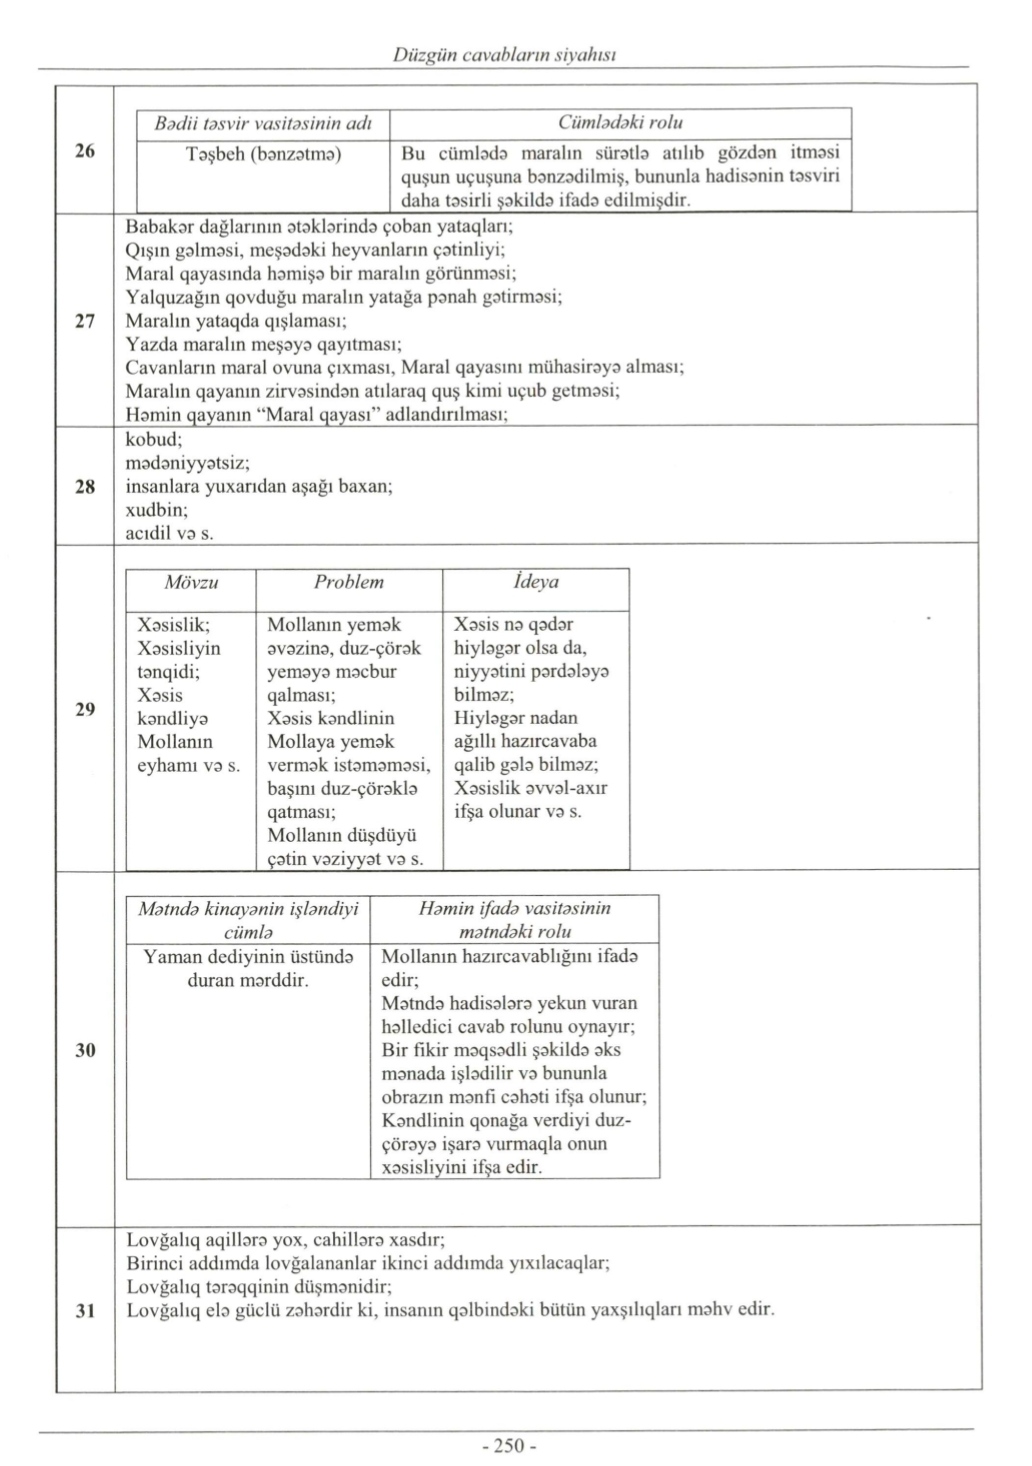 Düzgün cavabların siyahısı
26
Bədii təsvir vasitəsinin adı
Cümlədəki rolu
Təşbeh (bənzətmə)
Bu cümlədə maralın sürətlə atılıb gözdən itməsi
quşun uçuşuna bənzədilmiş, bununla hadisənin təsviri
daha təsirli şəkildə ifadə edilmişdir.
27
Babakər dağlarının ətəklərində çoban yataqları;
Qışın gəlməsi, meşədəki heyvanların çətinliyi;
Maral qayasında həmişə bir maralın görünməsi;
Yalquzağın qovduğu maralın yatağa pənah gətirməsi;
Maralın yataqda qışlaması;
Yazda maralın meşəyə qayıtması;
Cavanların maral ovuna çıxması, Maral qayasını mühasirəyə alması;
Maralın qayanın zirvəsindən atılaraq quş kimi uçub getməsi;
Həmin qayanın “Maral qayası” adlandırılması;
28
kobud;
mədəniyyətsiz;
insanlara yuxarıdan aşağı baxan;
xudbin;
acıdil və s.
29
Mövzu
Problem
İdeya
Xəsislik;
Xəsisliyin
tənqidi;
Xəsis
kəndliyə
Mollanın
eyhamı və s.
Mollanın yemək
əvəzinə, duz-çörək
yeməyə məcbur
qalması;
Xəsis kəndlinin
Mollaya yemək
vermək istəməməsi,
başını duz-çörəklə
qatması;
Mollanın düşdüyü
çətin vəziyyət və s.
Xəsis nə qədər
hiyləgər olsa da,
niyyətini pərdələyə
bilməz;
Hiyləgər nadan
ağıllı hazırcavaba
qalib gələ bilməz;
Xəsislik əvvəl-axır
ifşa olunar və s.
30
Mətndə kinayənin işləndiyi
cümlə
Həmin ifadə vasitəsinin
mətndəki rolu
Yaman dediyinin üstündə
duran mərddir.
Mollanın hazırcavablığını ifadə
edir;
Mətndə hadisələrə yekun vuran
həlledici cavab rolunu oynayır;
Bir fikir məqsədli şəkildə əks
mənada işlədilir və bununla
obrazın mənfi cəhəti ifşa olunur;
Kəndlinin qonağa verdiyi duz-
çörəyə işarə vurmaqla onun
xəsisliyini ifşa edir.
31
Lovğalıq aqillərə yox, cahillərə xasdır;
Birinci addımda lovğalananlar ikinci addımda yıxılacaqlar;
Lovğalıq tərəqqinin düşmənidir;
Lovğalıq elə güclü zəhərdir ki, insanın qəlbindəki bütün yaxşılıqları məhv edir.
- 250 -